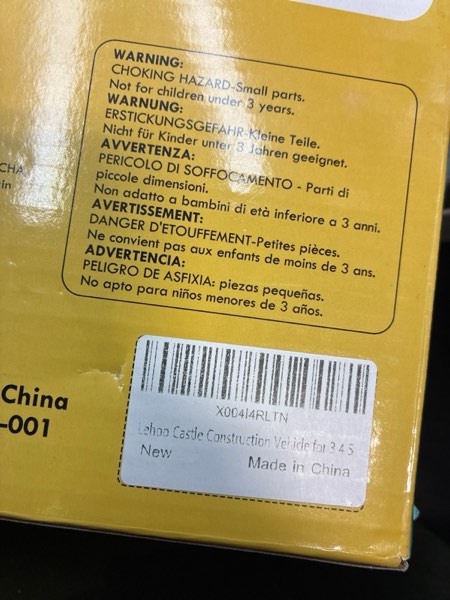 WARNING:
CHOKING HAZARD-Small parts.
Not for children under 3 years.
WARNUNG:
ERSTICKUNGSGEFAHR-Kleine Teile.
Nicht für Kinder unter 3 Jahren geeignet.
AVVERTENZA:
PERICOLO DI SOFFOCAMENTO - Parti di
piccole dimensioni.
Non adatto a bambini di età inferiore a 3 anni.
AVERTISSEMENT:
DANGER D'ETOUFFEMENT-Petites pièces.
Ne convient pas aux enfants de moins de 3 ans.
ADVERTENCIA:
PELIGRO DE ASFIXIA: piezas pequeñas.
No apto para niños menores de 3 años.
CHA
in
China
-001
X004I4RLTN
Lehoo Castle Construction Vehicle for 3 4 5
New
Made in China